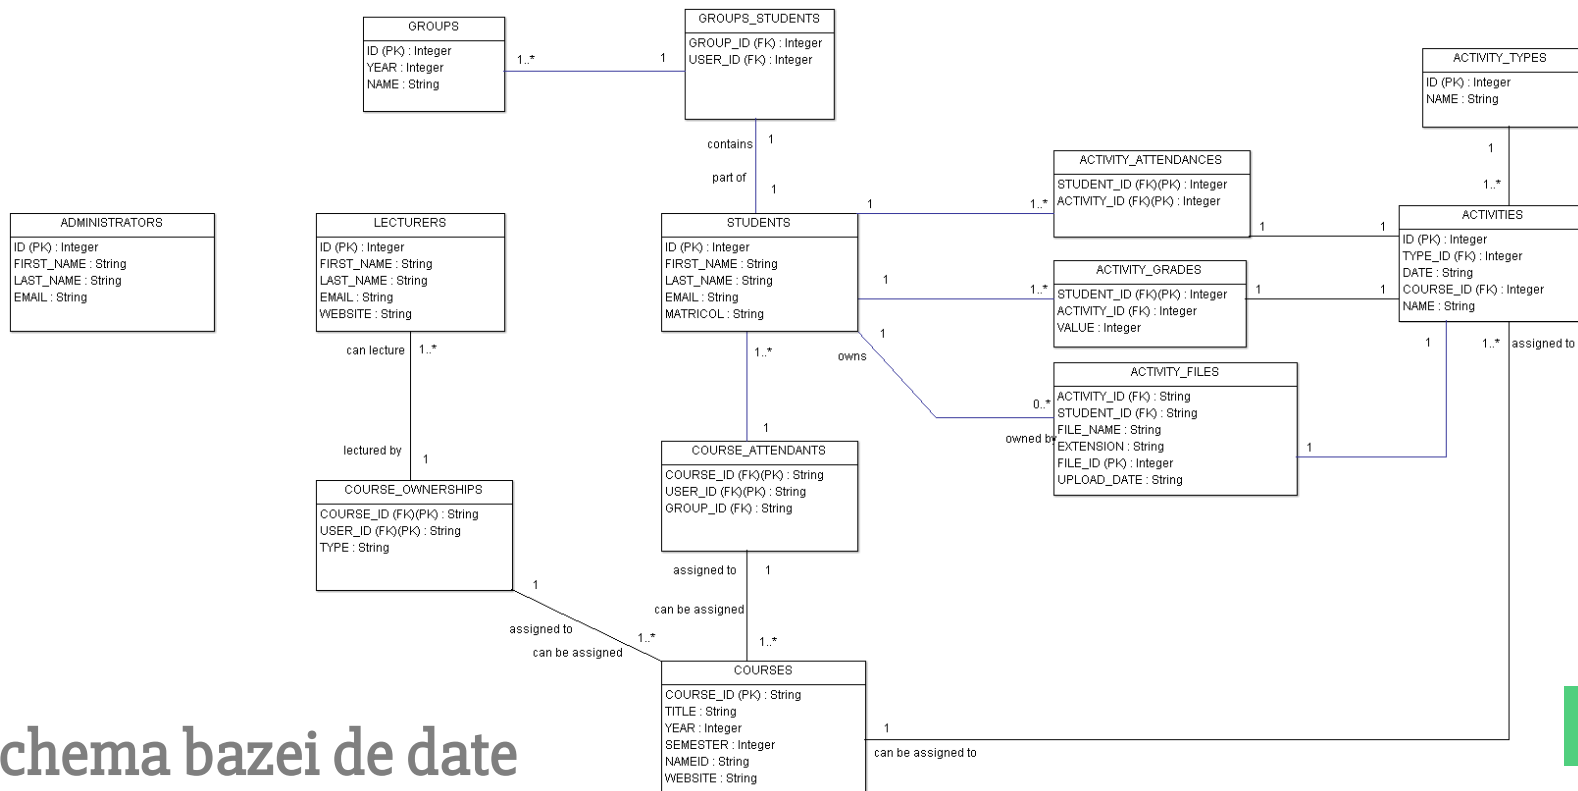 GROUPS
ID (PK) : Integer
YEAR : Integer
NAME : String
1..*
1
GROUPS_STUDENTS
GROUP_ID (FK) : Integer
USER_ID (FK) : Integer
contains
1
part of
1
ACTIVITY_TYPES
ID (PK) : Integer
NAME : String
1
1..*
ADMINISTRATORS
ID (PK) : Integer
FIRST_NAME : String
LAST_NAME : String
EMAIL : String
LECTURERS
ID (PK) : Integer
FIRST_NAME : String
LAST_NAME : String
EMAIL : String
WEBSITE : String
can lecture
1..*
lectured by
1
STUDENTS
ID (PK) : Integer
FIRST_NAME : String
LAST_NAME : String
EMAIL : String
MATRICOL : String
1
1..*
1
1..*
1
owns
0..*
owned by
1..*
1
ACTIVITY_ATTENDANCES
STUDENT_ID (FK)(PK) : Integer
ACTIVITY_ID (FK)(PK) : Integer
1
1
ACTIVITY_GRADES
STUDENT_ID (FK)(PK) : Integer
ACTIVITY_ID (FK) : Integer
VALUE : Integer
1
1
ACTIVITY_FILES
ACTIVITY_ID (FK) : String
STUDENT_ID (FK) : String
FILE_NAME : String
EXTENSION : String
FILE_ID (PK) : Integer
UPLOAD_DATE : String
1
1
ACTIVITIES
ID (PK) : Integer
TYPE_ID (FK) : Integer
DATE : String
COURSE_ID (FK) : Integer
NAME : String
1..*
assigned to
COURSE_OWNERSHIPS
COURSE_ID (FK)(PK) : String
USER_ID (FK)(PK) : String
TYPE : String
1
assigned to
can be assigned
1..*
COURSE_ATTENDANTS
COURSE_ID (FK)(PK) : String
USER_ID (FK)(PK) : String
GROUP_ID (FK) : String
assigned to
1
can be assigned
1..*
COURSES
COURSE_ID (PK) : String
TITLE : String
YEAR : Integer
SEMESTER : Integer
NAMEID : String
WEBSITE : String
1
can be assigned to
chema bazei de date